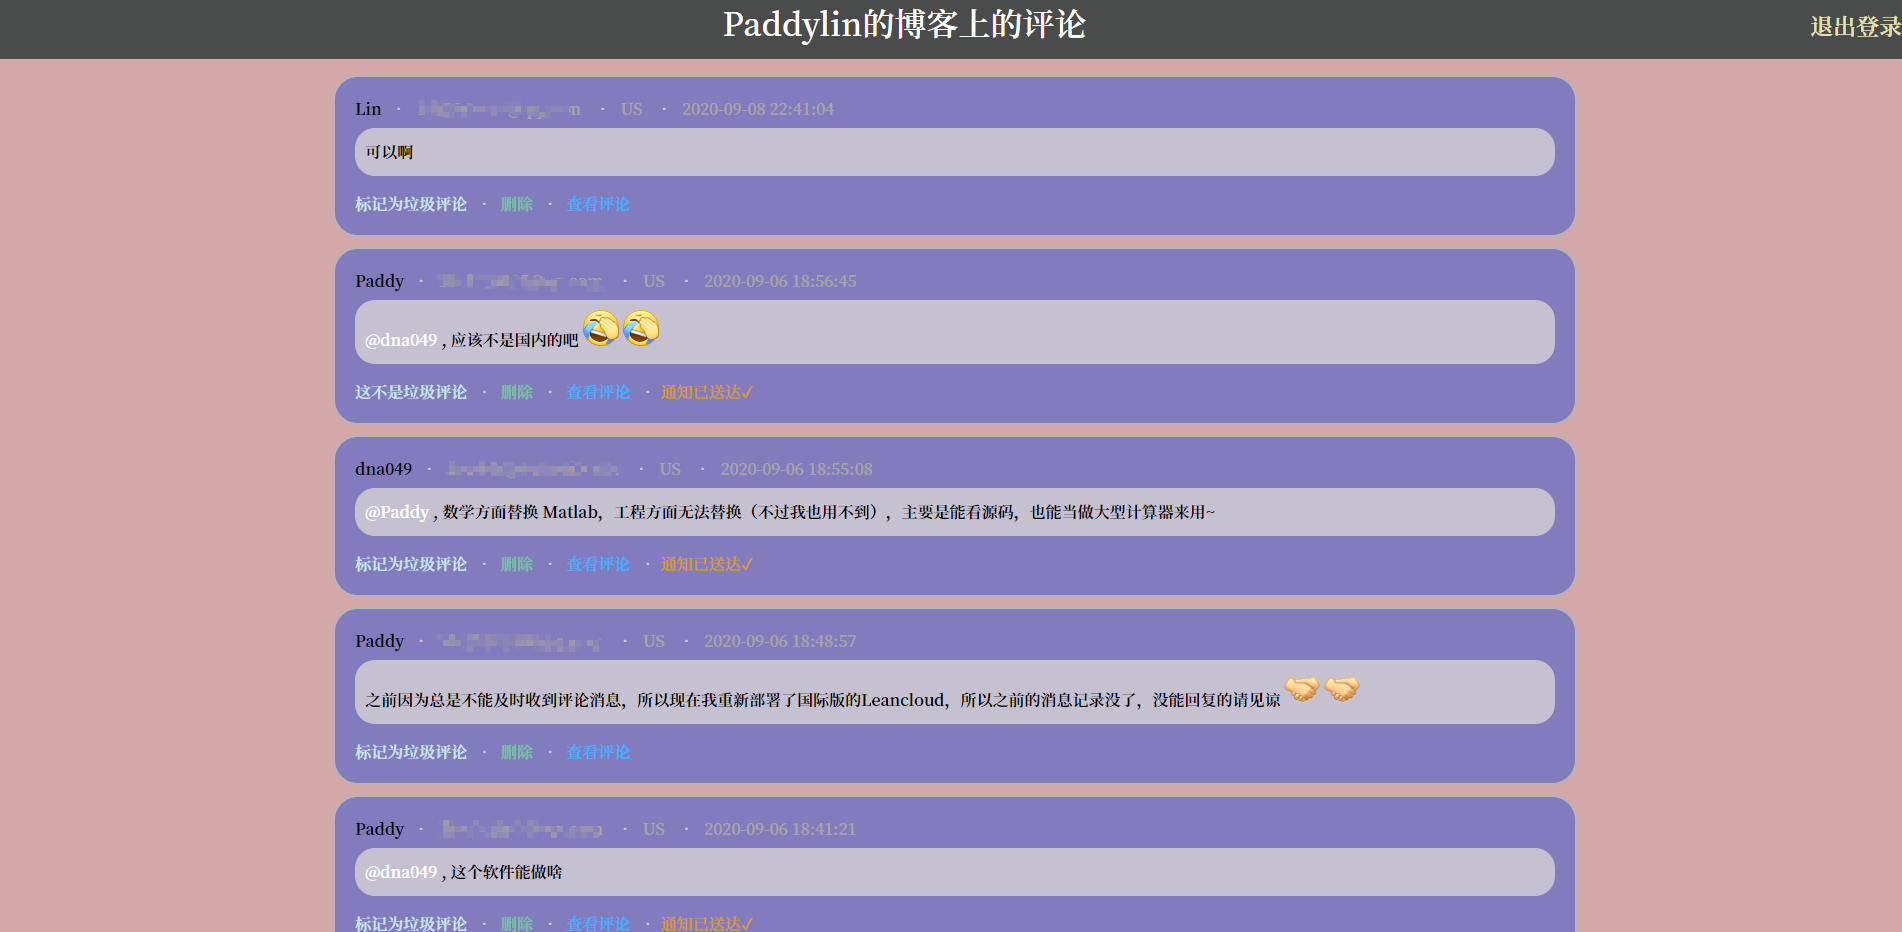 Paddylin的博客上的评论
退出登录
Lin · · US · 2020-09-08 22:41:04
可以啊
标记为垃圾评论 · 删除 · 查看评论
Paddy · · US · 2020-09-06 18:56:45
@dna049 , 应该不是国内的吧🤣🤣
这不是垃圾评论 · 删除 · 查看评论 · 通知已送达✓
dna049 · · US · 2020-09-06 18:55:08
@Paddy , 数学方面替换 Matlab，工程方面无法替换（不过我也用不到），主要是能看源码，也能当做大型计算器来用~
标记为垃圾评论 · 删除 · 查看评论 · 通知已送达✓
Paddy · · US · 2020-09-06 18:48:57
之前因为总是不能及时收到评论消息，所以现在我重新部署了国际版的Leancloud，所以之前的消息记录没了，没能回复的请见谅🤝🤝
标记为垃圾评论 · 删除 · 查看评论
Paddy · · US · 2020-09-06 18:41:21
@dna049 , 这个软件能做啥
标记为垃圾评论 · 删除 · 查看评论 · 通知已送达✓